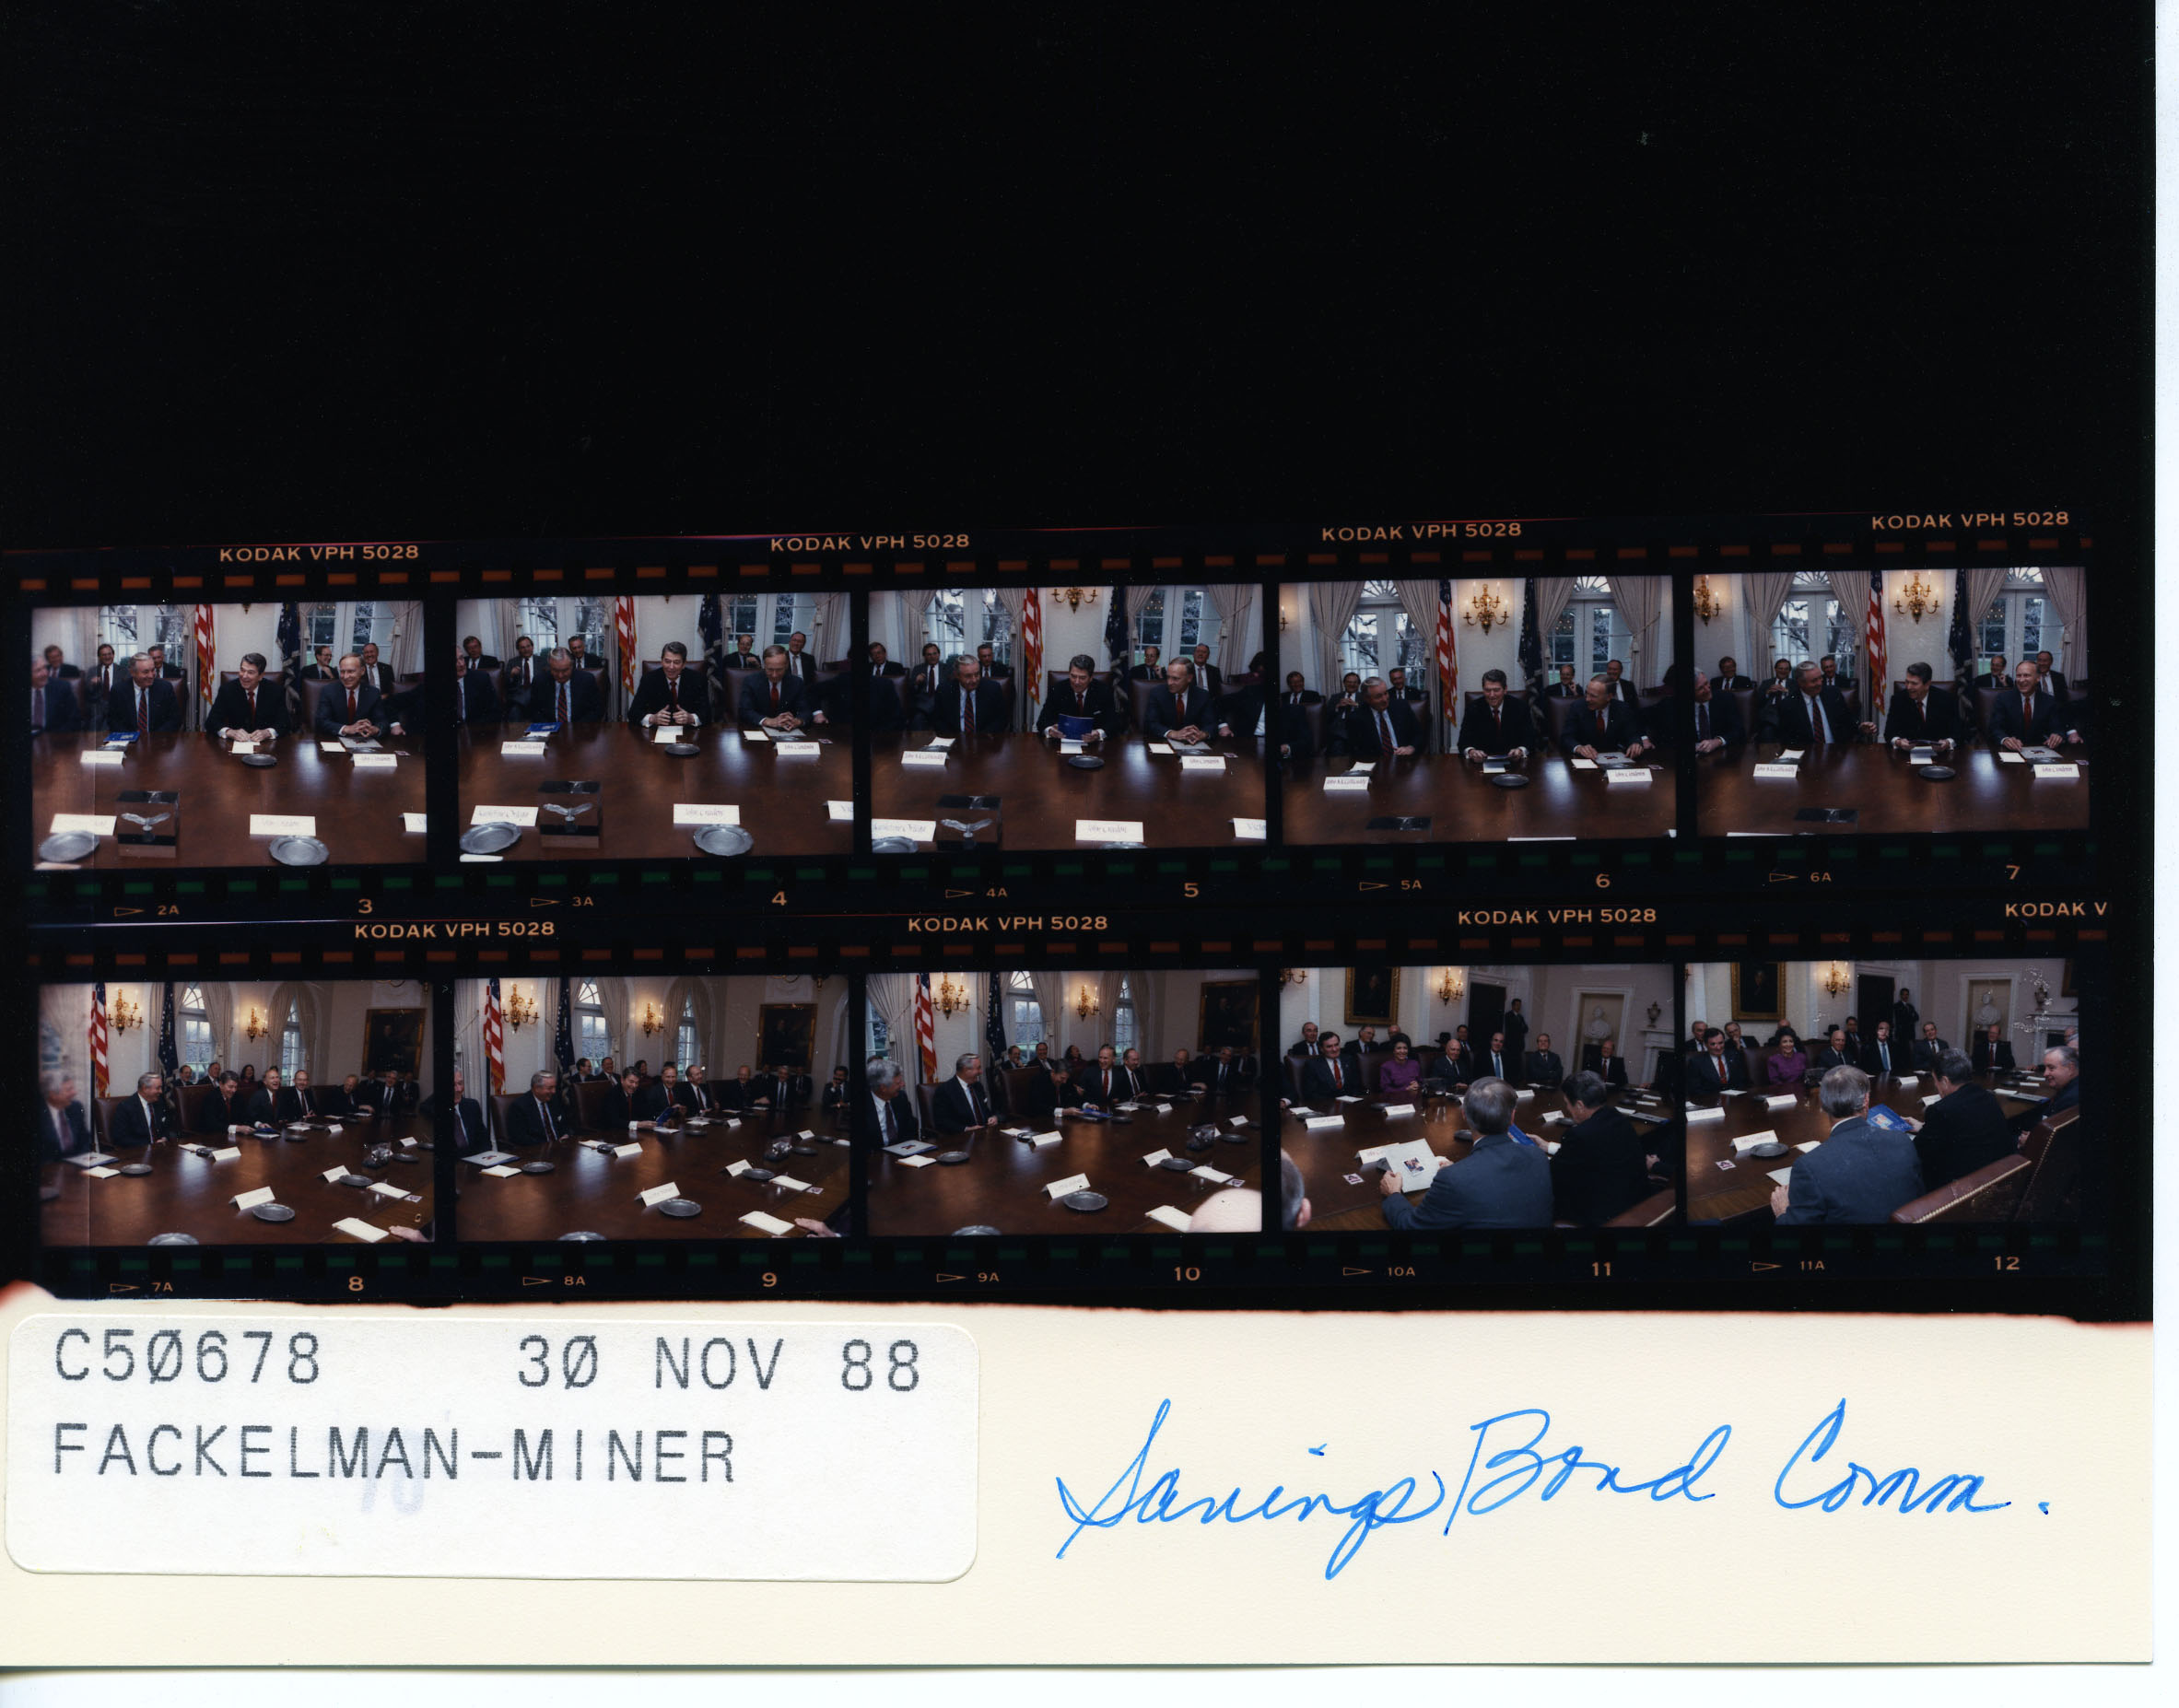 KODAK VPH 5028 KODAK VPH 5028 KODAK VPH 5028 KODAK VPH 5028
2A 3 3A 4 4A 5 5A 6 6A 7
KODAK VPH 5028 KODAK VPH 5028 KODAK VPH 5028 KODAK V
7A 8 8A 9 9A 10 10A 11 11A 12
C5Ø678 3Ø NOV 88
FACKELMAN-MINER
Savings Bond Comm.